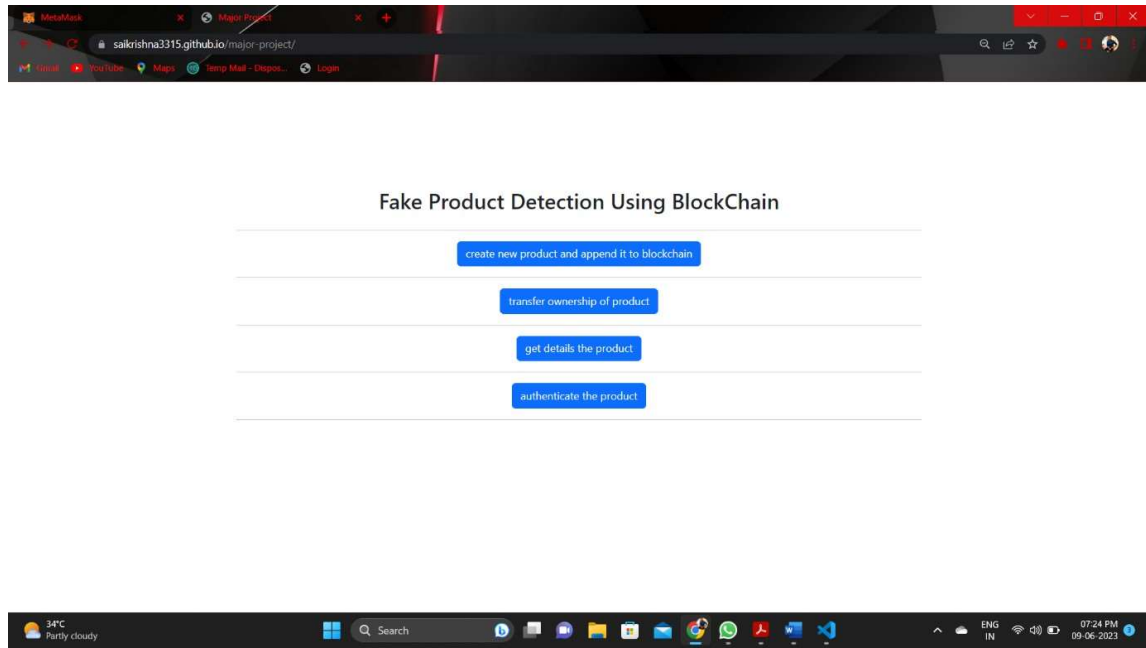 MetaMask
Major Project
saikrishna3315.github.io/major-project/
Gmail YouTube Maps Temp Mail - Dispos... Login
Fake Product Detection Using BlockChain
create new product and append it to blockchain
transfer ownership of product
get details the product
authenticate the product
34°C
Partly cloudy
Search
ENG
IN
07:24 PM
09-06-2023
3